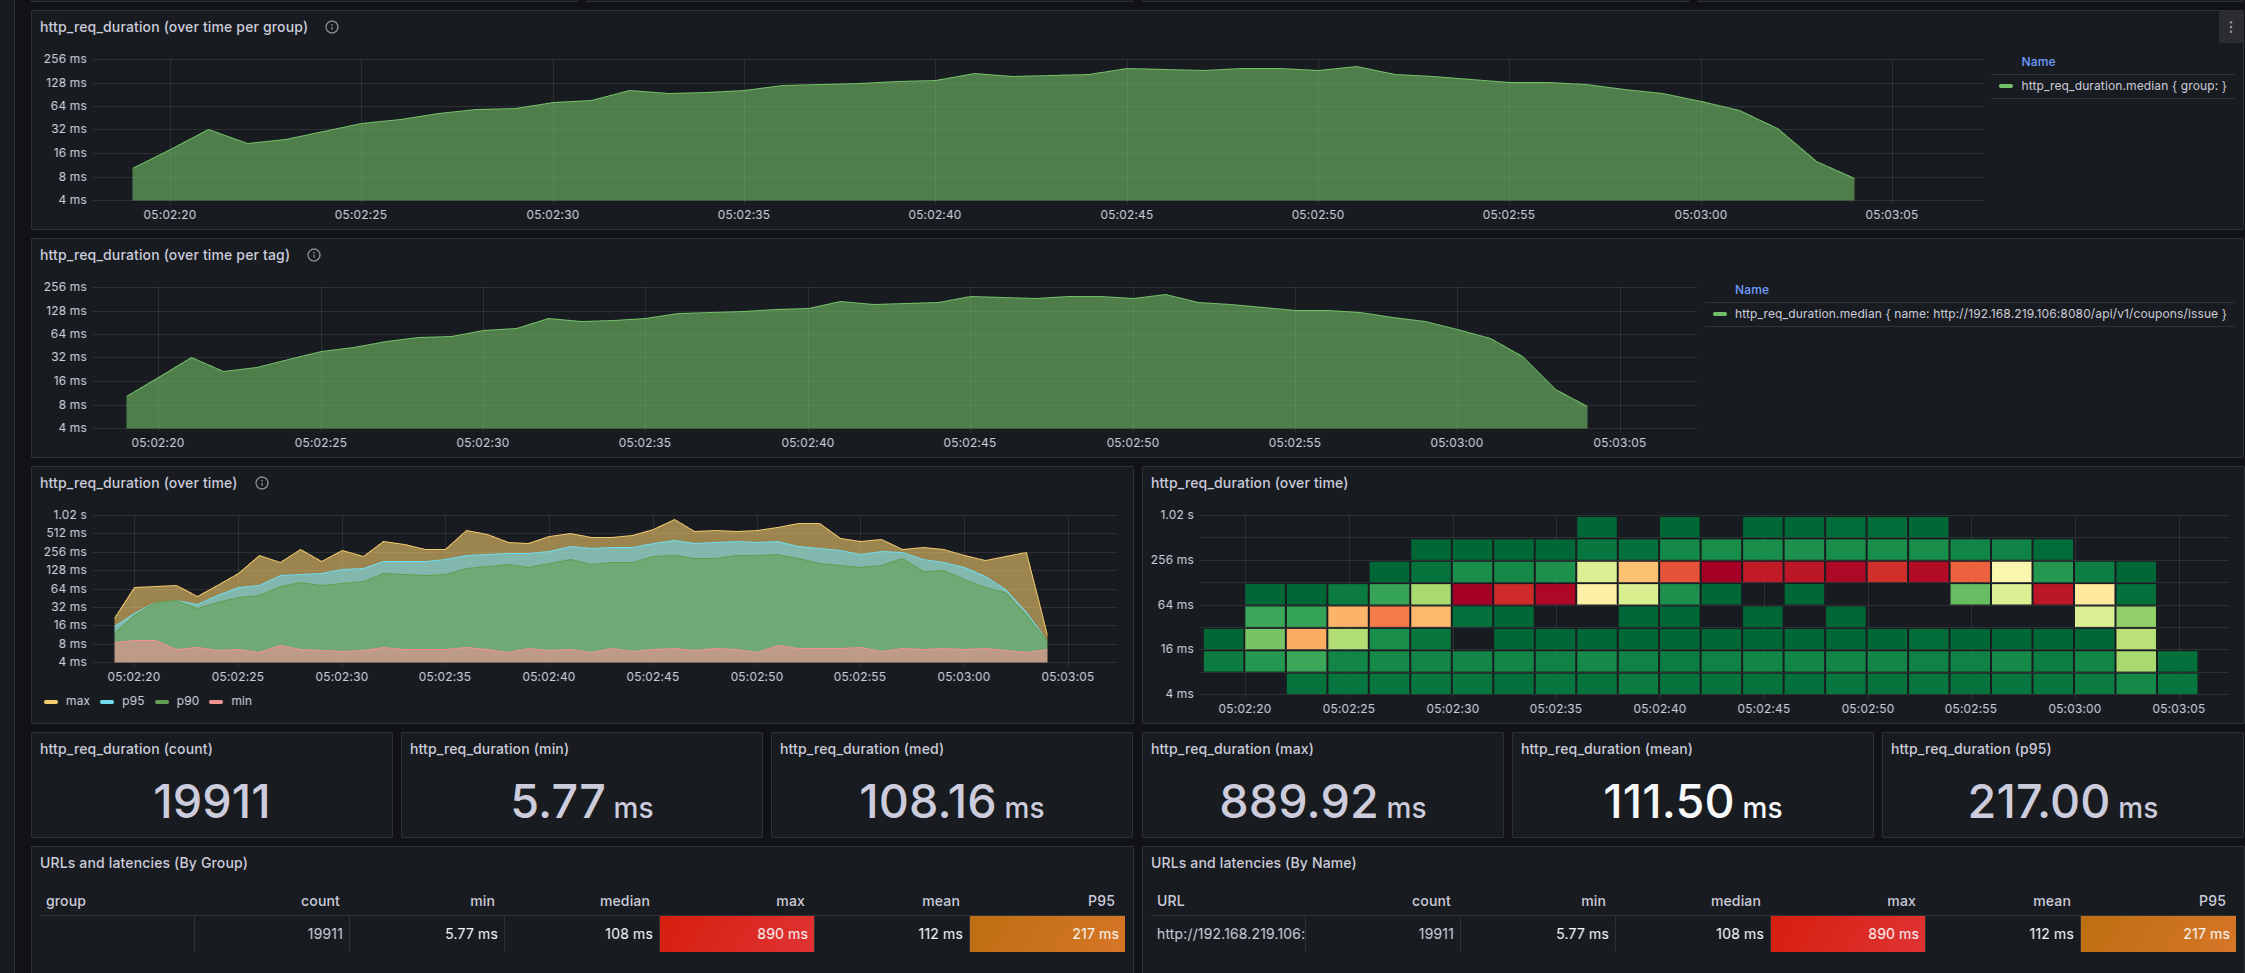 http_req_duration (over time per group)
256 ms
128 ms
64 ms
32 ms
16 ms
8 ms
4 ms
05:02:20 05:02:25 05:02:30 05:02:35 05:02:40 05:02:45 05:02:50 05:02:55 05:03:00 05:03:05
Name
http_req_duration.median { group: }
http_req_duration (over time per tag)
256 ms
128 ms
64 ms
32 ms
16 ms
8 ms
4 ms
05:02:20 05:02:25 05:02:30 05:02:35 05:02:40 05:02:45 05:02:50 05:02:55 05:03:00 05:03:05
Name
http_req_duration.median { name: http://192.168.219.106:8080/api/v1/coupons/issue }
http_req_duration (over time)
1.02 s
512 ms
256 ms
128 ms
64 ms
32 ms
16 ms
8 ms
4 ms
05:02:20 05:02:25 05:02:30 05:02:35 05:02:40 05:02:45 05:02:50 05:02:55 05:03:00 05:03:05
max p95 p90 min
http_req_duration (over time)
1.02 s
256 ms
64 ms
16 ms
4 ms
05:02:20 05:02:25 05:02:30 05:02:35 05:02:40 05:02:45 05:02:50 05:02:55 05:03:00 05:03:05
http_req_duration (count)
19911
http_req_duration (min)
5.77 ms
http_req_duration (med)
108.16 ms
http_req_duration (max)
889.92 ms
http_req_duration (mean)
111.50 ms
http_req_duration (p95)
217.00 ms
URLs and latencies (By Group)
group count min median max mean P95
19911 5.77 ms 108 ms 890 ms 112 ms 217 ms
URLs and latencies (By Name)
URL count min median max mean P95
http://192.168.219.106: 19911 5.77 ms 108 ms 890 ms 112 ms 217 ms